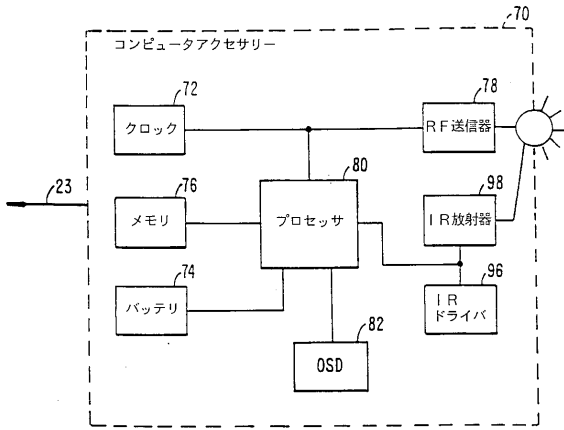 70
コンピュータアクセサリー
72
クロック
78
RF送信器
23
76
メモリ
80
プロセッサ
98
IR放射器
74
バッテリ
96
IR
ドライバ
82
OSD